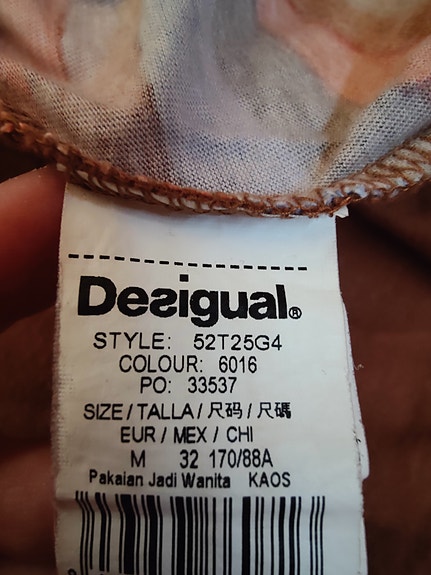 Desigual®
STYLE: 52T25G4
COLOUR: 6016
PO: 33537
SIZE / TALLA / 尺码 / 尺碼
EUR / MEX / CHI
M 32 170/88A
Pakaian Jadi Wanita KAOS